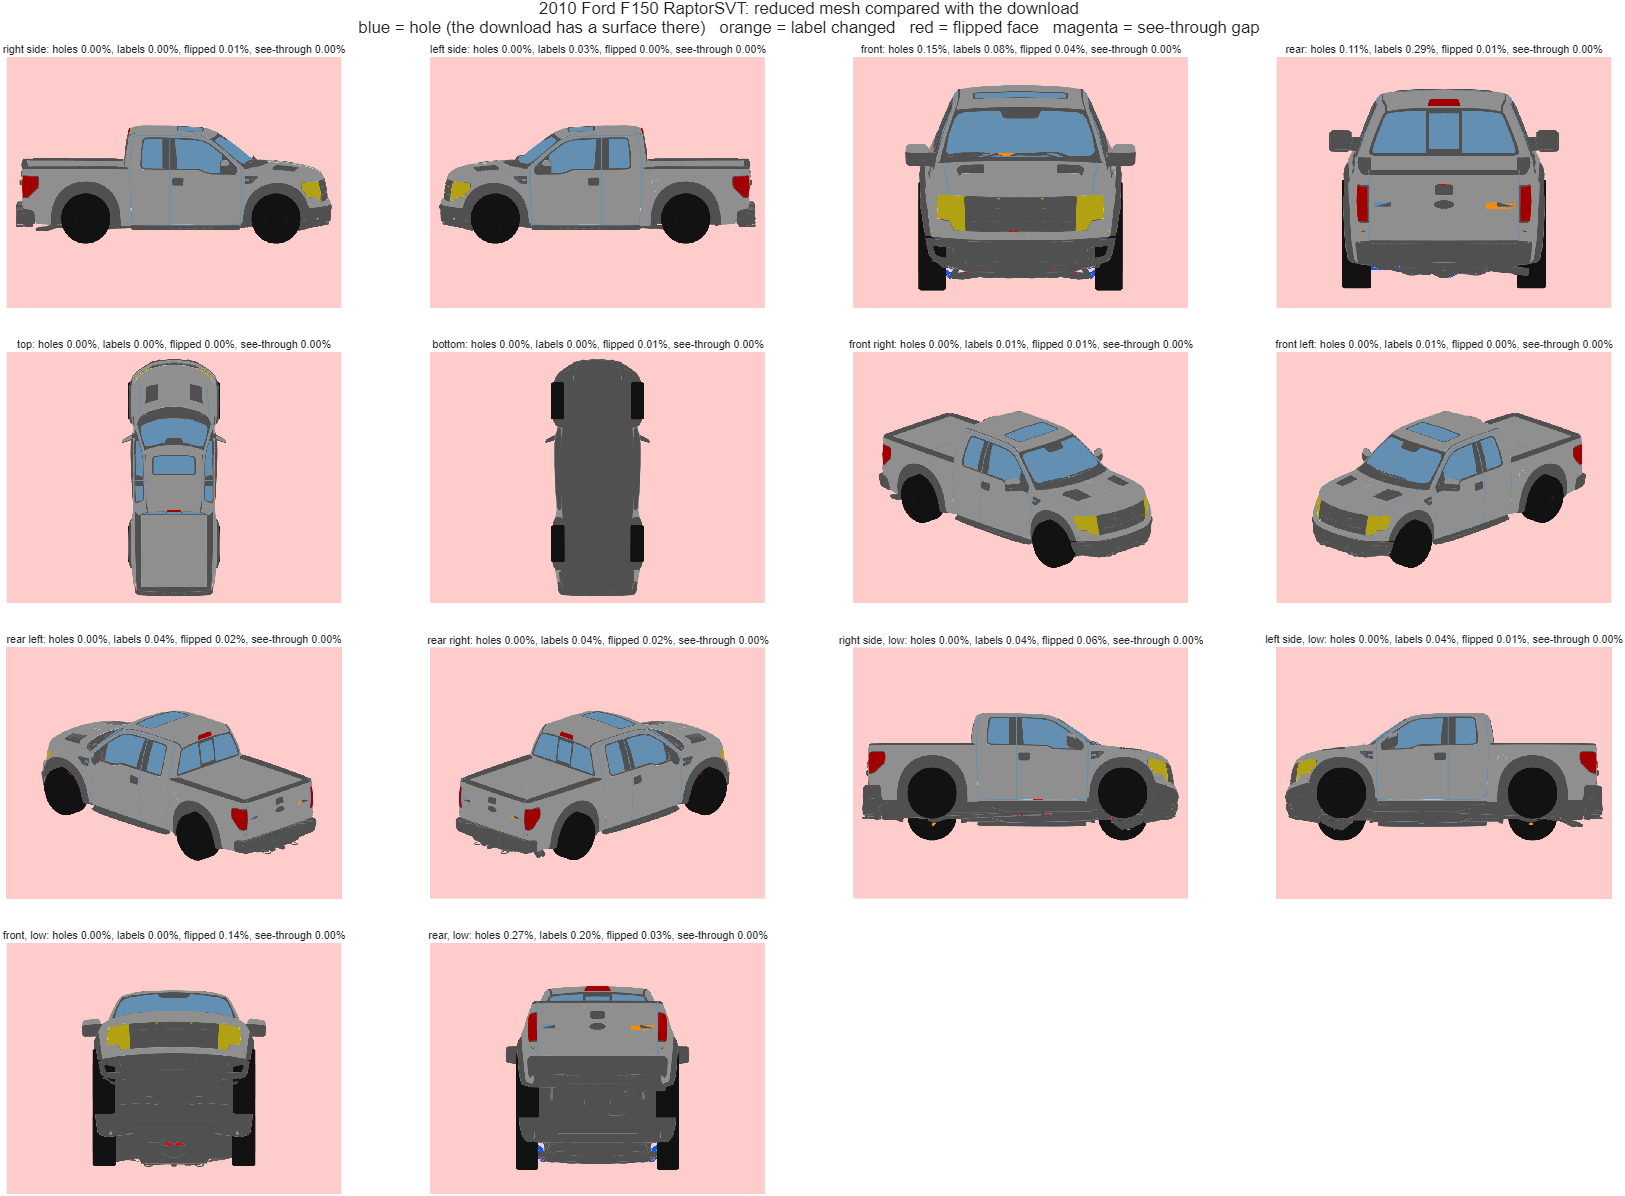 2010 Ford F150 RaptorSVT: reduced mesh compared with the download
blue = hole (the download has a surface there)   orange = label changed   red = flipped face   magenta = see-through gap
right side: holes 0.00%, labels 0.00%, flipped 0.01%, see-through 0.00%
left side: holes 0.00%, labels 0.03%, flipped 0.00%, see-through 0.00%
front: holes 0.15%, labels 0.08%, flipped 0.04%, see-through 0.00%
rear: holes 0.11%, labels 0.29%, flipped 0.01%, see-through 0.00%
top: holes 0.00%, labels 0.00%, flipped 0.00%, see-through 0.00%
bottom: holes 0.00%, labels 0.00%, flipped 0.01%, see-through 0.00%
front right: holes 0.00%, labels 0.01%, flipped 0.01%, see-through 0.00%
front left: holes 0.00%, labels 0.01%, flipped 0.00%, see-through 0.00%
rear left: holes 0.00%, labels 0.04%, flipped 0.02%, see-through 0.00%
rear right: holes 0.00%, labels 0.04%, flipped 0.02%, see-through 0.00%
right side, low: holes 0.00%, labels 0.04%, flipped 0.06%, see-through 0.00%
left side, low: holes 0.00%, labels 0.04%, flipped 0.01%, see-through 0.00%
front, low: holes 0.00%, labels 0.00%, flipped 0.14%, see-through 0.00%
rear, low: holes 0.27%, labels 0.20%, flipped 0.03%, see-through 0.00%